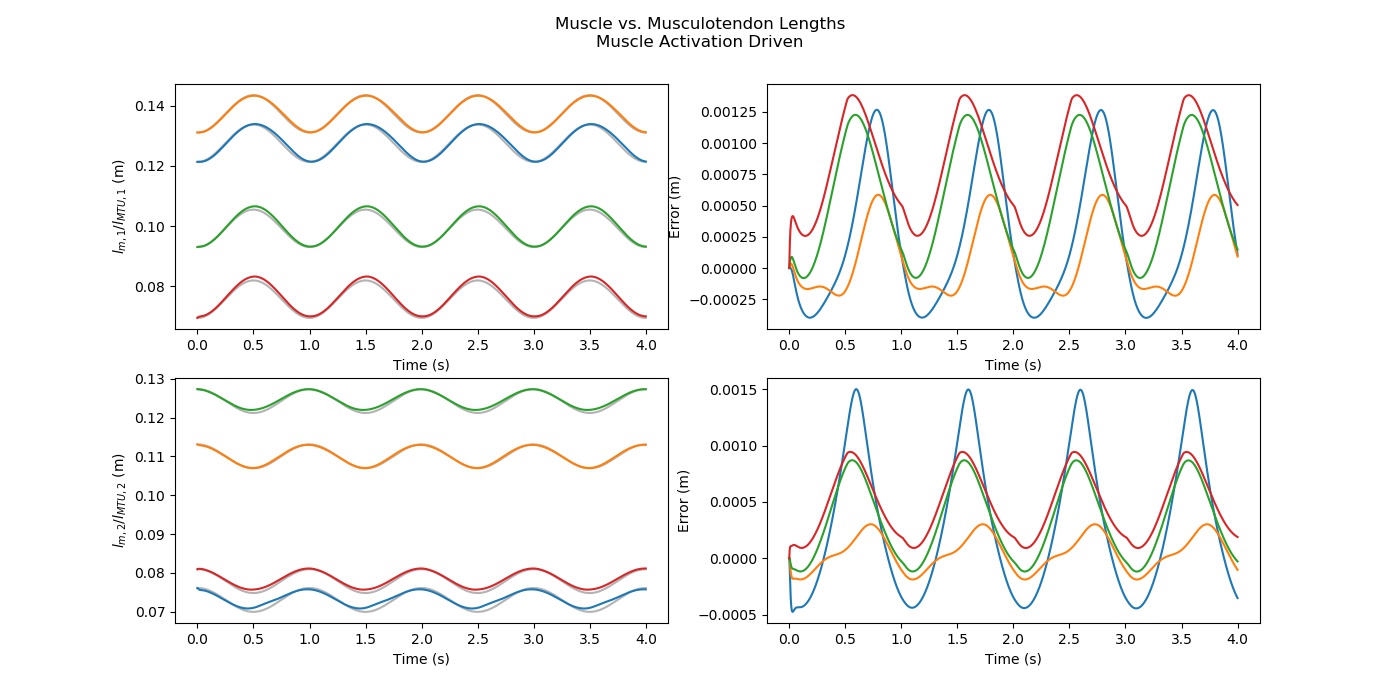 Muscle vs. Musculotendon Lengths
Muscle Activation Driven
0.14
0.12
0.10
0.08
l_{m,1}/l_{MTU,1} (m)
0.0 0.5 1.0 1.5 2.0 2.5 3.0 3.5 4.0
Time (s)
0.00125
0.00100
0.00075
0.00050
0.00025
0.00000
−0.00025
Error (m)
0.0 0.5 1.0 1.5 2.0 2.5 3.0 3.5 4.0
Time (s)
0.13
0.12
0.11
0.10
0.09
0.08
0.07
l_{m,2}/l_{MTU,2} (m)
0.0 0.5 1.0 1.5 2.0 2.5 3.0 3.5 4.0
Time (s)
0.0015
0.0010
0.0005
0.0000
−0.0005
Error (m)
0.0 0.5 1.0 1.5 2.0 2.5 3.0 3.5 4.0
Time (s)